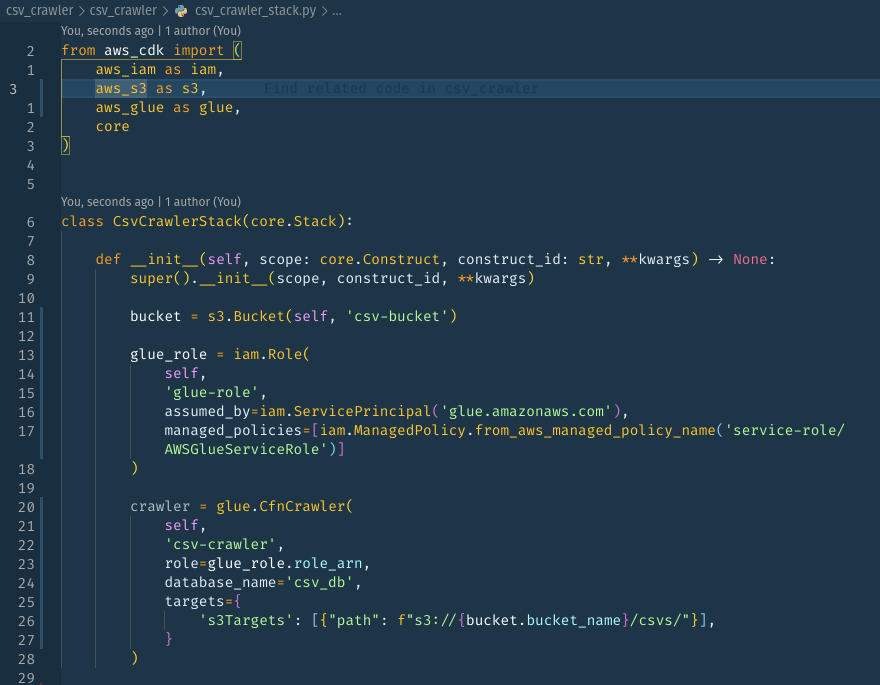 csv_crawler > csv_crawler > csv_crawler_stack.py > ...
You, seconds ago | 1 author (You)
2 from aws_cdk import (
1     aws_iam as iam,
3     aws_s3 as s3,       Find related code in csv_crawler
1     aws_glue as glue,
2     core
3 )
4
5
You, seconds ago | 1 author (You)
6 class CsvCrawlerStack(core.Stack):
7
8     def __init__(self, scope: core.Construct, construct_id: str, **kwargs) → None:
9         super().__init__(scope, construct_id, **kwargs)
10
11         bucket = s3.Bucket(self, 'csv-bucket')
12
13         glue_role = iam.Role(
14             self,
15             'glue-role',
16             assumed_by=iam.ServicePrincipal('glue.amazonaws.com'),
17             managed_policies=[iam.ManagedPolicy.from_aws_managed_policy_name('service-role/
            AWSGlueServiceRole')]
18         )
19
20         crawler = glue.CfnCrawler(
21             self,
22             'csv-crawler',
23             role=glue_role.role_arn,
24             database_name='csv_db',
25             targets={
26                 's3Targets': [{"path": f"s3://{bucket.bucket_name}/csvs/"}],
27             }
28         )
29